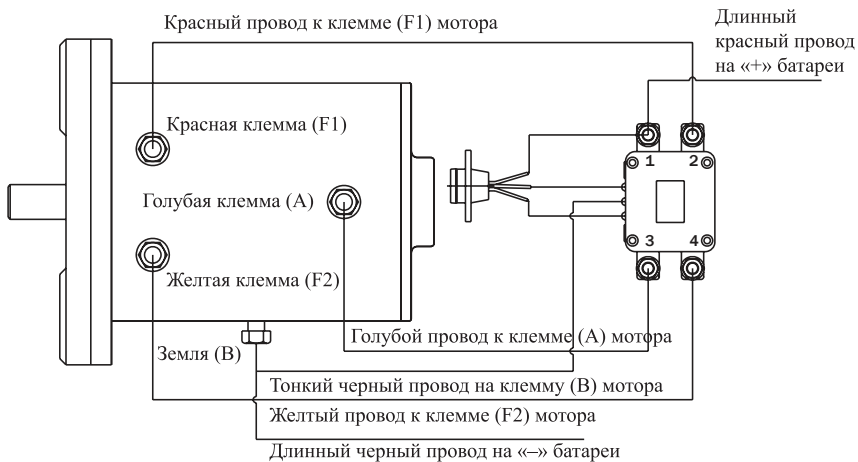 Красный провод к клемме (F1) мотора
Длинный
красный провод
на «+» батареи
Красная клемма (F1)
1 2
Голубая клемма (А)
3 4
Желтая клемма (F2)
Голубой провод к клемме (А) мотора
Земля (В)
Тонкий черный провод на клемму (В) мотора
Желтый провод к клемме (F2) мотора
Длинный черный провод на «–» батареи